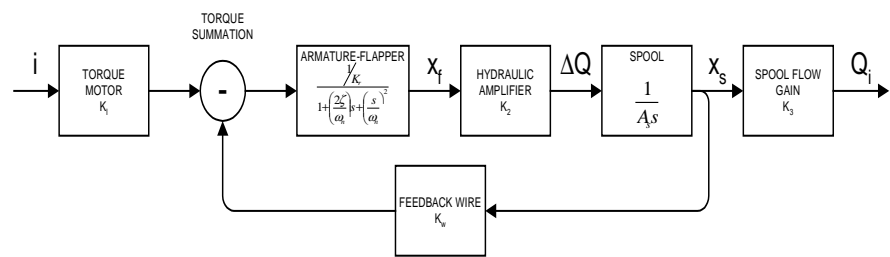 TORQUE
SUMMATION
i
TORQUE
MOTOR
K1
-
ARMATURE-FLAPPER
1/Kr
1+(2ζ/ωn)s+(s/ωn)²
xf
HYDRAULIC
AMPLIFIER
K2
ΔQ
SPOOL
1
Ass
xs
SPOOL FLOW
GAIN
K3
Qi
FEEDBACK WIRE
Kw